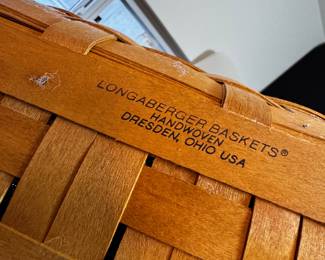 LONGABERGER BASKETS®
HANDWOVEN
DRESDEN, OHIO USA